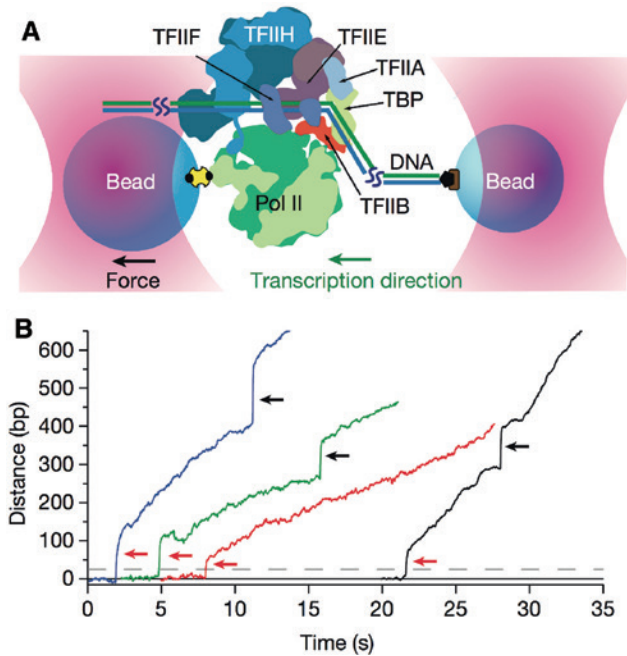 A
TFIIF
TFIIH
TFIIE
TFIIA
TBP
Bead
DNA
Bead
Pol II
TFIIB
Force
Transcription direction
B
Distance (bp)
600
500
400
300
200
100
0
0 5 10 15 20 25 30 35
Time (s)